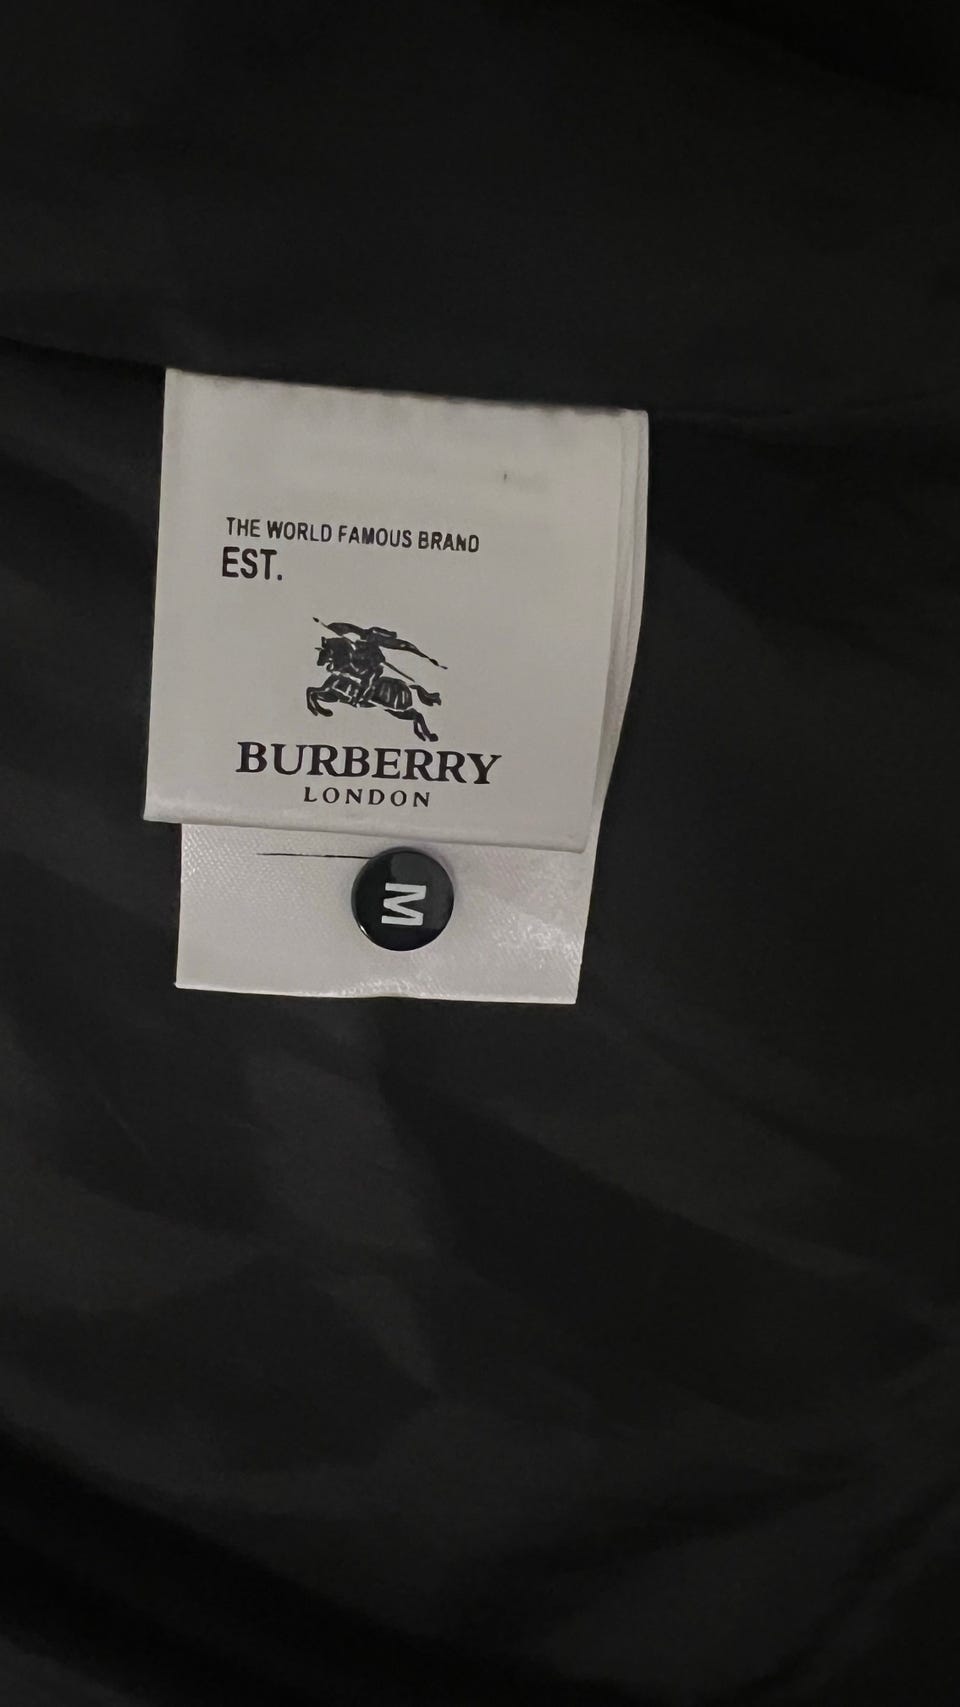 THE WORLD FAMOUS BRAND
EST.
BURBERRY
LONDON
M